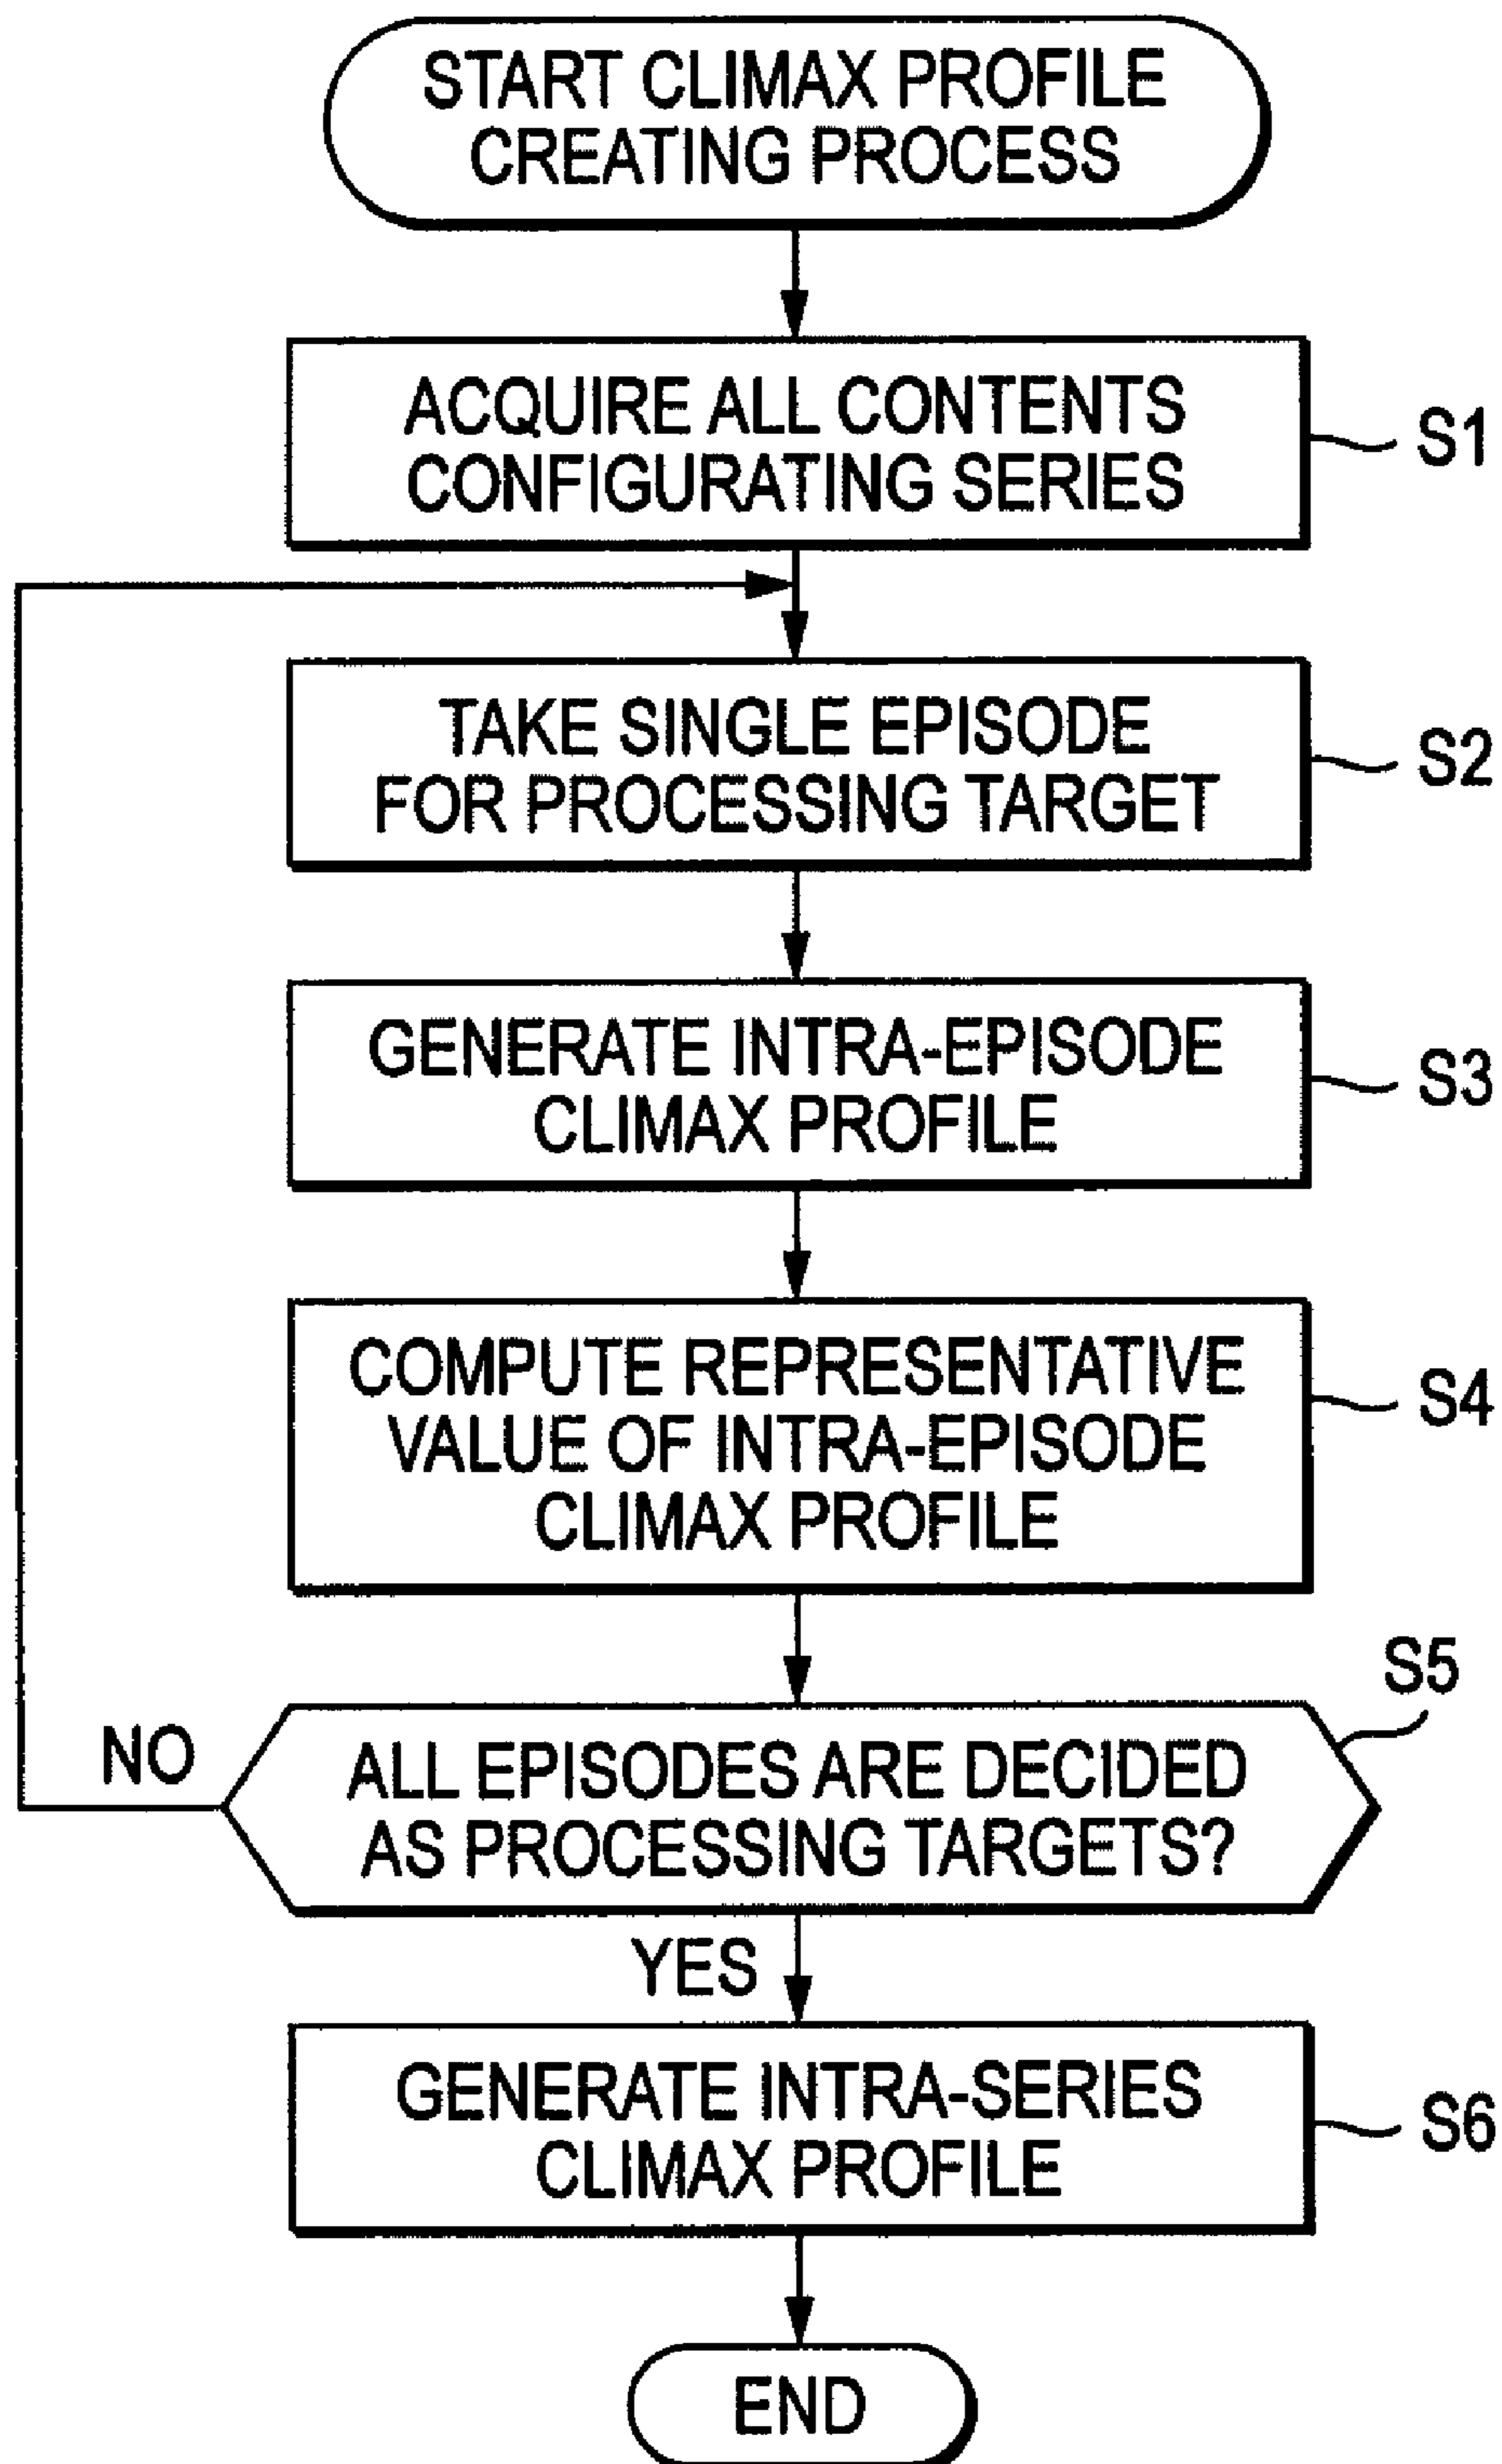 START CLIMAX PROFILE
CREATING PROCESS
ACQUIRE ALL CONTENTS
CONFIGURATING SERIES
S1
TAKE SINGLE EPISODE
FOR PROCESSING TARGET
S2
GENERATE INTRA-EPISODE
CLIMAX PROFILE
S3
COMPUTE REPRESENTATIVE
VALUE OF INTRA-EPISODE
CLIMAX PROFILE
S4
S5
NO
ALL EPISODES ARE DECIDED
AS PROCESSING TARGETS?
YES
GENERATE INTRA-SERIES
CLIMAX PROFILE
S6
END